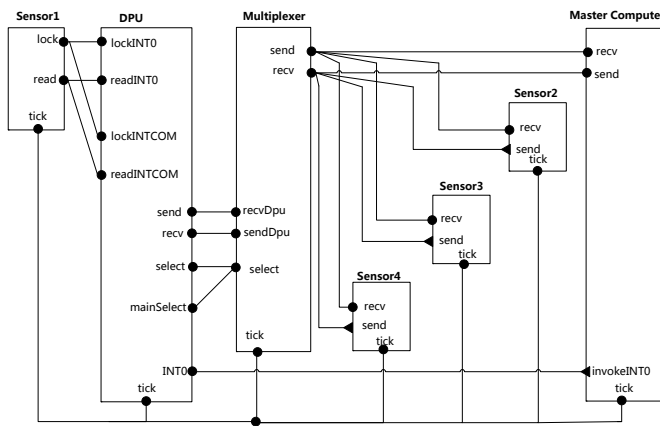 Sensor1
DPU
Multiplexer
Master Compute
lock
lockINT0
send
recv
read
readINT0
recv
send
Sensor2
recv
tick
lockINTCOM
send
tick
readINTCOM
Sensor3
send
recvDpu
recv
recv
sendDpu
send
tick
select
select
Sensor4
mainSelect
recv
send
tick
tick
INT0
invokeINT0
tick
tick